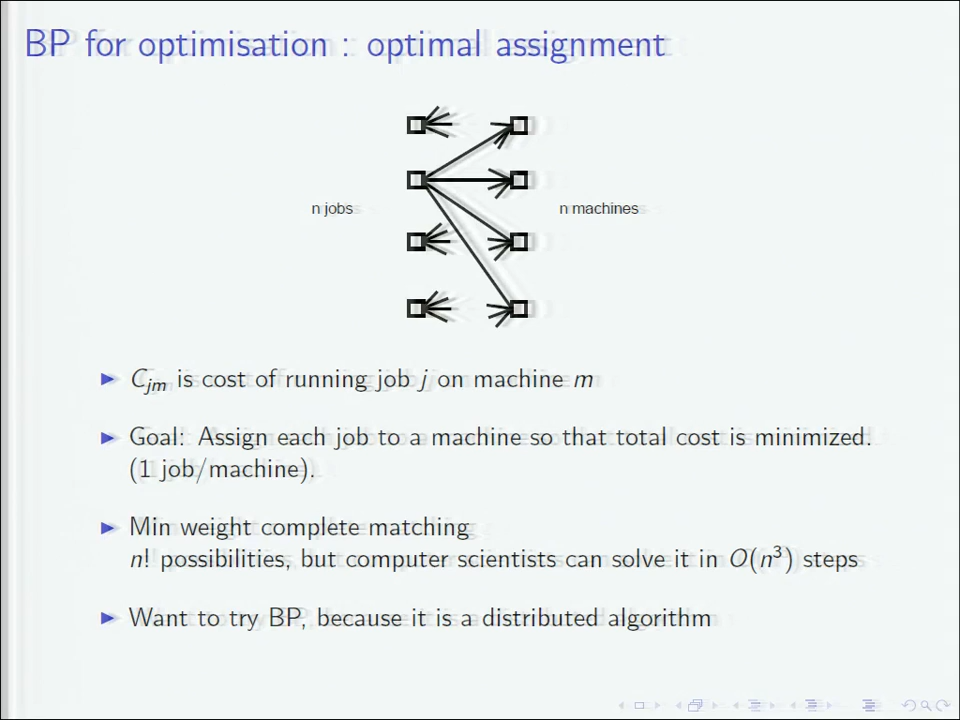 BP for optimisation : optimal assignment
n jobs
n machines
C_jm is cost of running job j on machine m
Goal: Assign each job to a machine so that total cost is minimized.
(1 job/machine).
Min weight complete matching
n! possibilities, but computer scientists can solve it in O(n³) steps
Want to try BP, because it is a distributed algorithm